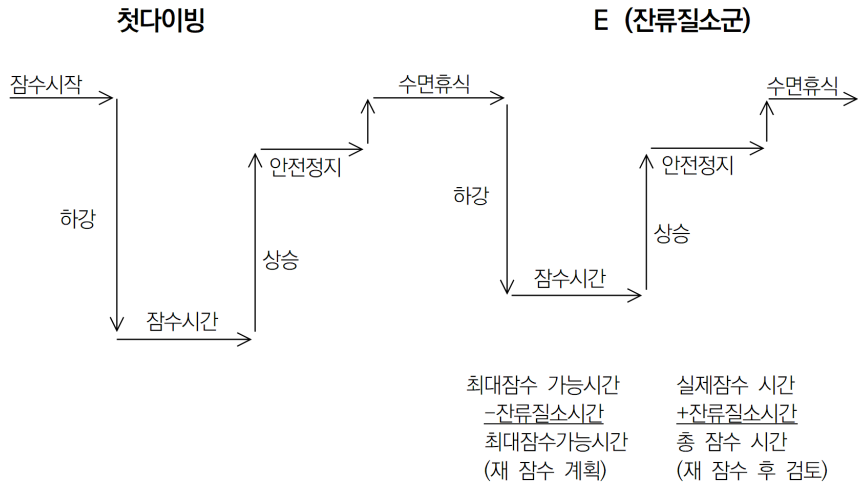 첫다이빙
E (잔류질소군)
잠수시작
수면휴식
수면휴식
안전정지
안전정지
하강
하강
상승
상승
잠수시간
잠수시간
최대잠수 가능시간
-잔류질소시간
최대잠수가능시간
(재 잠수 계획)
실제잠수 시간
+잔류질소시간
총 잠수 시간
(재 잠수 후 검토)